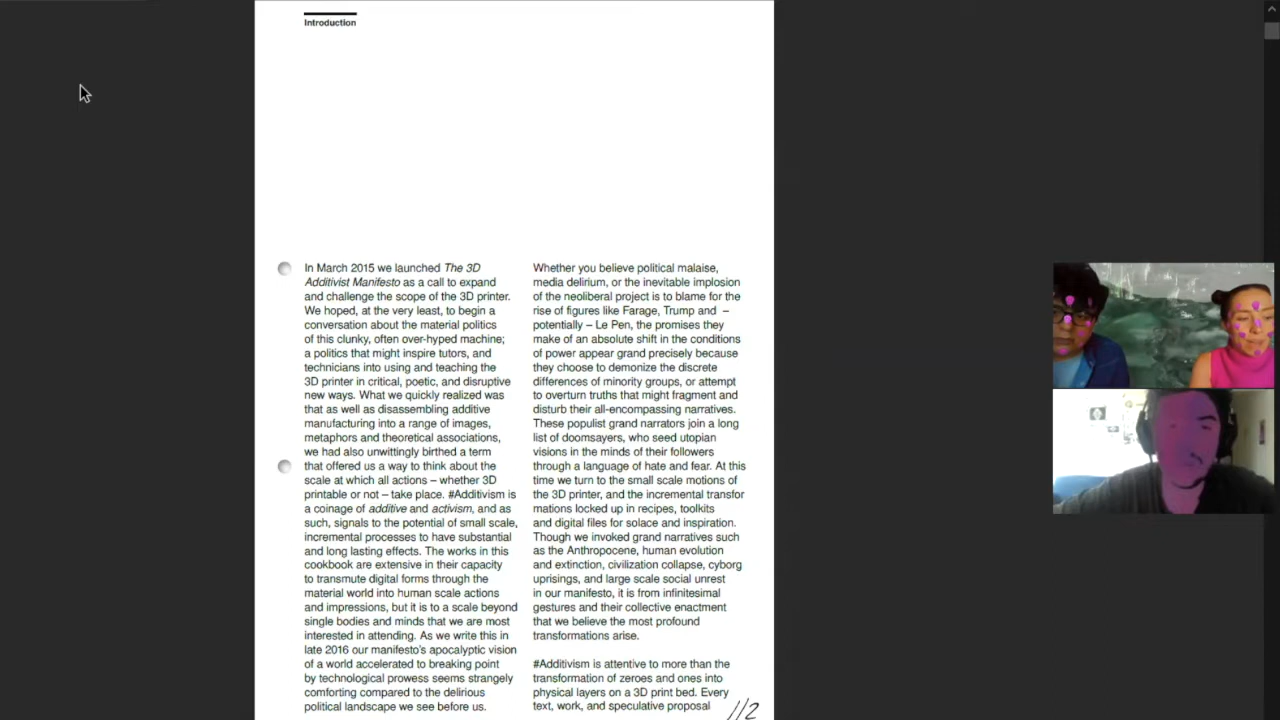 Introduction
In March 2015 we launched The 3D
Additivist Manifesto as a call to expand
and challenge the scope of the 3D printer.
We hoped, at the very least, to begin a
conversation about the material politics
of this clunky, often over-hyped machine;
a politics that might inspire tutors, and
technicians into using and teaching the
3D printer in critical, poetic, and disruptive
new ways. What we quickly realized was
that as well as disassembling additive
manufacturing into a range of images,
metaphors and theoretical associations,
we had also unwittingly birthed a term
that offered us a way to think about the
scale at which all actions – whether 3D
printable or not – take place. #Additivism is
a coinage of additive and activism, and as
such, signals to the potential of small scale,
incremental processes to have substantial
and long lasting effects. The works in this
cookbook are extensive in their capacity
to transmute digital forms through the
material world into human scale actions
and impressions, but it is to a scale beyond
single bodies and minds that we are most
interested in attending. As we write this in
late 2016 our manifesto's apocalyptic vision
of a world accelerated to breaking point
by technological prowess seems strangely
comforting compared to the delirious
political landscape we see before us.
Whether you believe political malaise,
media delirium, or the inevitable implosion
of the neoliberal project is to blame for the
rise of figures like Farage, Trump and –
potentially – Le Pen, the promises they
make of an absolute shift in the conditions
of power appear grand precisely because
they choose to demonize the discrete
differences of minority groups, or attempt
to overturn truths that might fragment and
disturb their all-encompassing narratives.
These populist grand narrators join a long
list of doomsayers, who seed utopian
visions in the minds of their followers
through a language of hate and fear. At this
time we turn to the small scale motions of
the 3D printer, and the incremental transfor
mations locked up in recipes, toolkits
and digital files for solace and inspiration.
Though we invoked grand narratives such
as the Anthropocene, human evolution
and extinction, civilization collapse, cyborg
uprisings, and large scale social unrest
in our manifesto, it is from infinitesimal
gestures and their collective enactment
that we believe the most profound
transformations arise.
#Additivism is attentive to more than the
transformation of zeroes and ones into
physical layers on a 3D print bed. Every
text, work, and speculative proposal
1/2